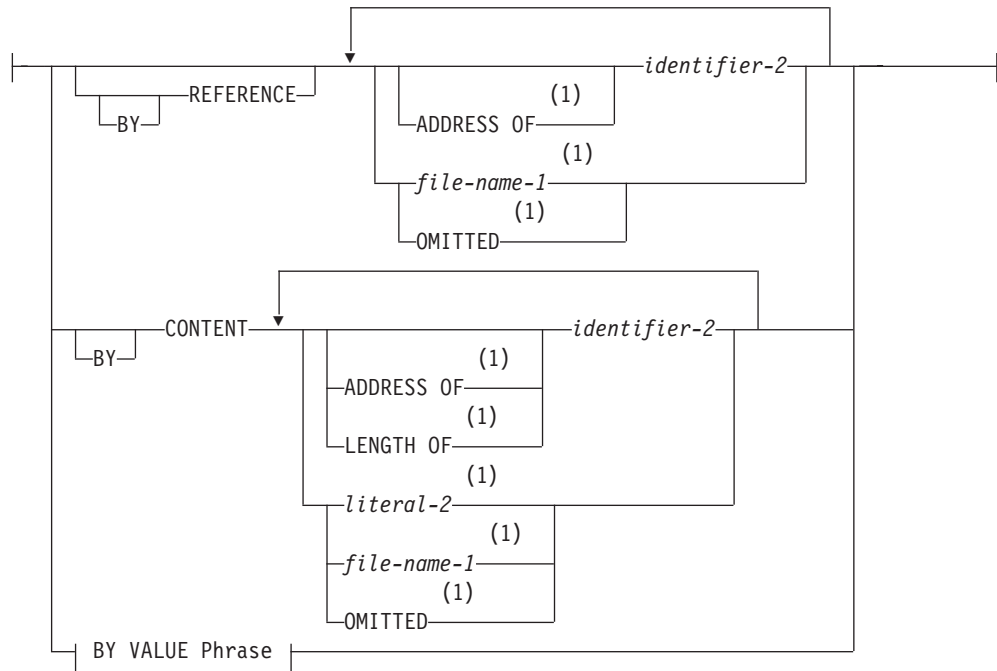 identifier-2
REFERENCE (1)
BY ADDRESS OF
(1)
file-name-1
(1)
OMITTED
CONTENT identifier-2
BY (1)
ADDRESS OF
(1)
LENGTH OF
(1)
literal-2
(1)
file-name-1
(1)
OMITTED
BY VALUE Phrase